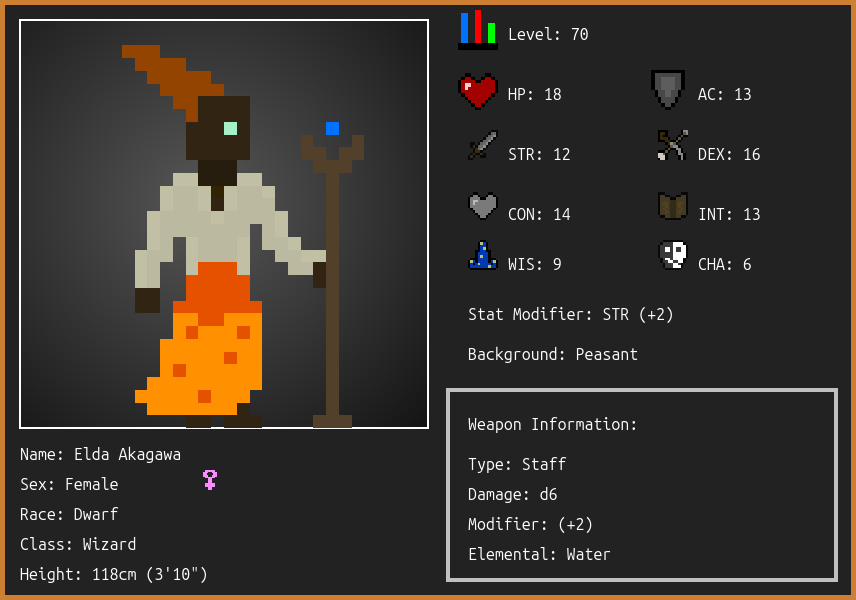 Level: 70
HP: 18
AC: 13
STR: 12
DEX: 16
CON: 14
INT: 13
WIS: 9
CHA: 6
Stat Modifier: STR (+2)
Background: Peasant
Weapon Information:
Type: Staff
Damage: d6
Modifier: (+2)
Elemental: Water
Name: Elda Akagawa
Sex: Female
Race: Dwarf
Class: Wizard
Height: 118cm (3'10")